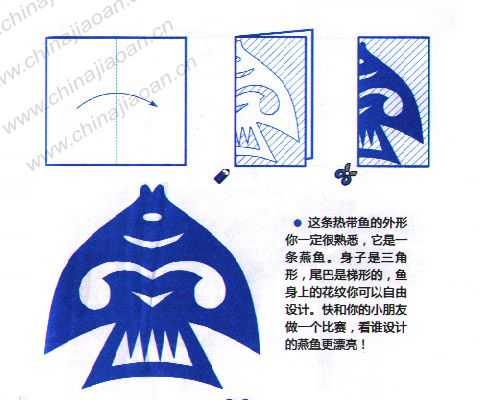 www.chinajiaoan.cn
www.chinajiaoan.cn
www.chinajiaoan.cn
● 这条热带鱼的外形
你一定很熟悉，它是一
条燕鱼。身子是三角
形，尾巴是梯形的，鱼
身上的花纹你可以自由
设计。快和你的小朋友
做一个比赛，看谁设计
的燕鱼更漂亮！